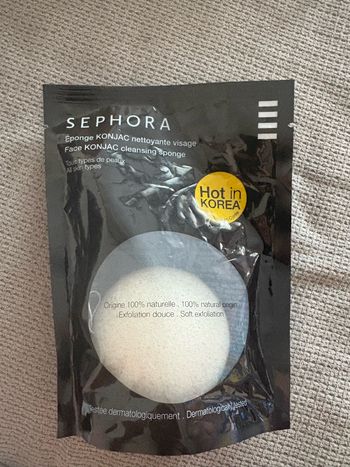 SEPHORA
Éponge KONJAC nettoyante visage
Face KONJAC cleansing sponge
Tous types de peaux
All skin types
Hot in
KOREA
Origine 100% naturelle . 100% natural origin
Exfoliation douce . Soft exfoliation
Testée dermatologiquement . Dermatologically tested